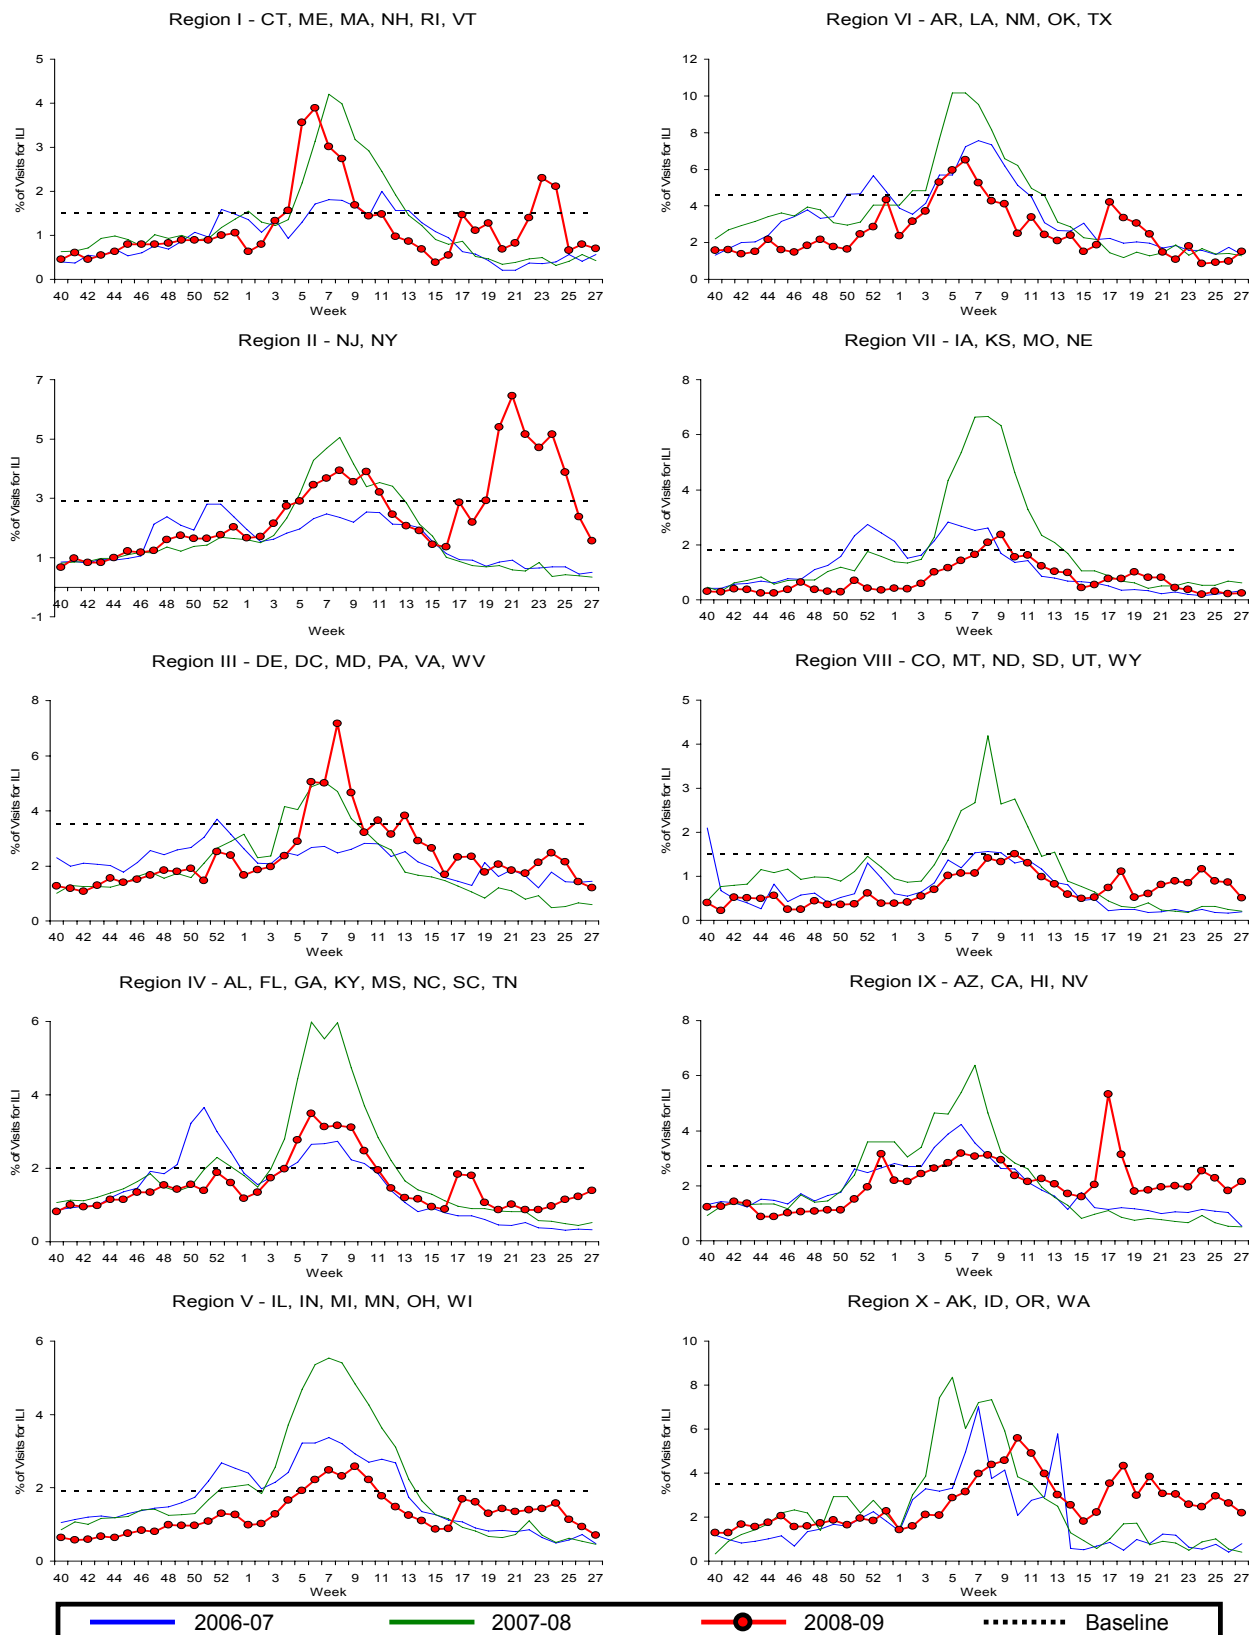 Region I - CT, ME, MA, NH, RI, VT
% of Visits for ILI
5
4
3
2
1
0
40 42 44 46 48 50 52 1 3 5 7 9 11 13 15 17 19 21 23 25 27
Week
Region II - NJ, NY
% of Visits for ILI
7
5
3
1
-1
40 42 44 46 48 50 52 1 3 5 7 9 11 13 15 17 19 21 23 25 27
Week
Region III - DE, DC, MD, PA, VA, WV
% of Visits for ILI
8
6
4
2
0
40 42 44 46 48 50 52 1 3 5 7 9 11 13 15 17 19 21 23 25 27
Week
Region IV - AL, FL, GA, KY, MS, NC, SC, TN
% of Visits for ILI
6
4
2
0
40 42 44 46 48 50 52 1 3 5 7 9 11 13 15 17 19 21 23 25 27
Week
Region V - IL, IN, MI, MN, OH, WI
% of Visits for ILI
6
4
2
0
40 42 44 46 48 50 52 1 3 5 7 9 11 13 15 17 19 21 23 25 27
Week
Region VI - AR, LA, NM, OK, TX
% of Visits for ILI
12
10
8
6
4
2
0
40 42 44 46 48 50 52 1 3 5 7 9 11 13 15 17 19 21 23 25 27
Week
Region VII - IA, KS, MO, NE
% of Visits for ILI
8
6
4
2
0
40 42 44 46 48 50 52 1 3 5 7 9 11 13 15 17 19 21 23 25 27
Week
Region VIII - CO, MT, ND, SD, UT, WY
% of Visits for ILI
5
4
3
2
1
0
40 42 44 46 48 50 52 1 3 5 7 9 11 13 15 17 19 21 23 25 27
Week
Region IX - AZ, CA, HI, NV
% of Visits for ILI
8
6
4
2
0
40 42 44 46 48 50 52 1 3 5 7 9 11 13 15 17 19 21 23 25 27
Week
Region X - AK, ID, OR, WA
% of Visits for ILI
10
8
6
4
2
0
40 42 44 46 48 50 52 1 3 5 7 9 11 13 15 17 19 21 23 25 27
Week
2006-07 2007-08 2008-09 Baseline